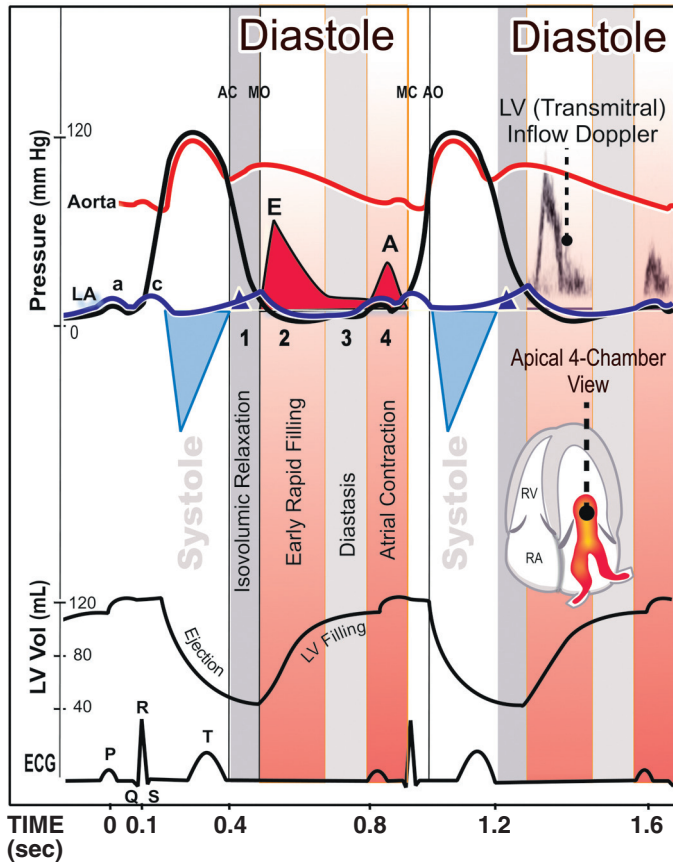 Diastole
Diastole
AC MO
MC AO
LV (Transmitral)
Inflow Doppler
120
Pressure (mm Hg)
Aorta
E
A
LA
a
c
0
1
2
3
4
Systole
Isovolumic Relaxation
Early Rapid Filling
Diastasis
Atrial Contraction
Systole
Apical 4-Chamber
View
RV
RA
LV Vol (mL)
120
80
40
Ejection
LV Filling
ECG
P
R
Q
S
T
TIME
(sec)
0 0.1 0.4 0.8 1.2 1.6